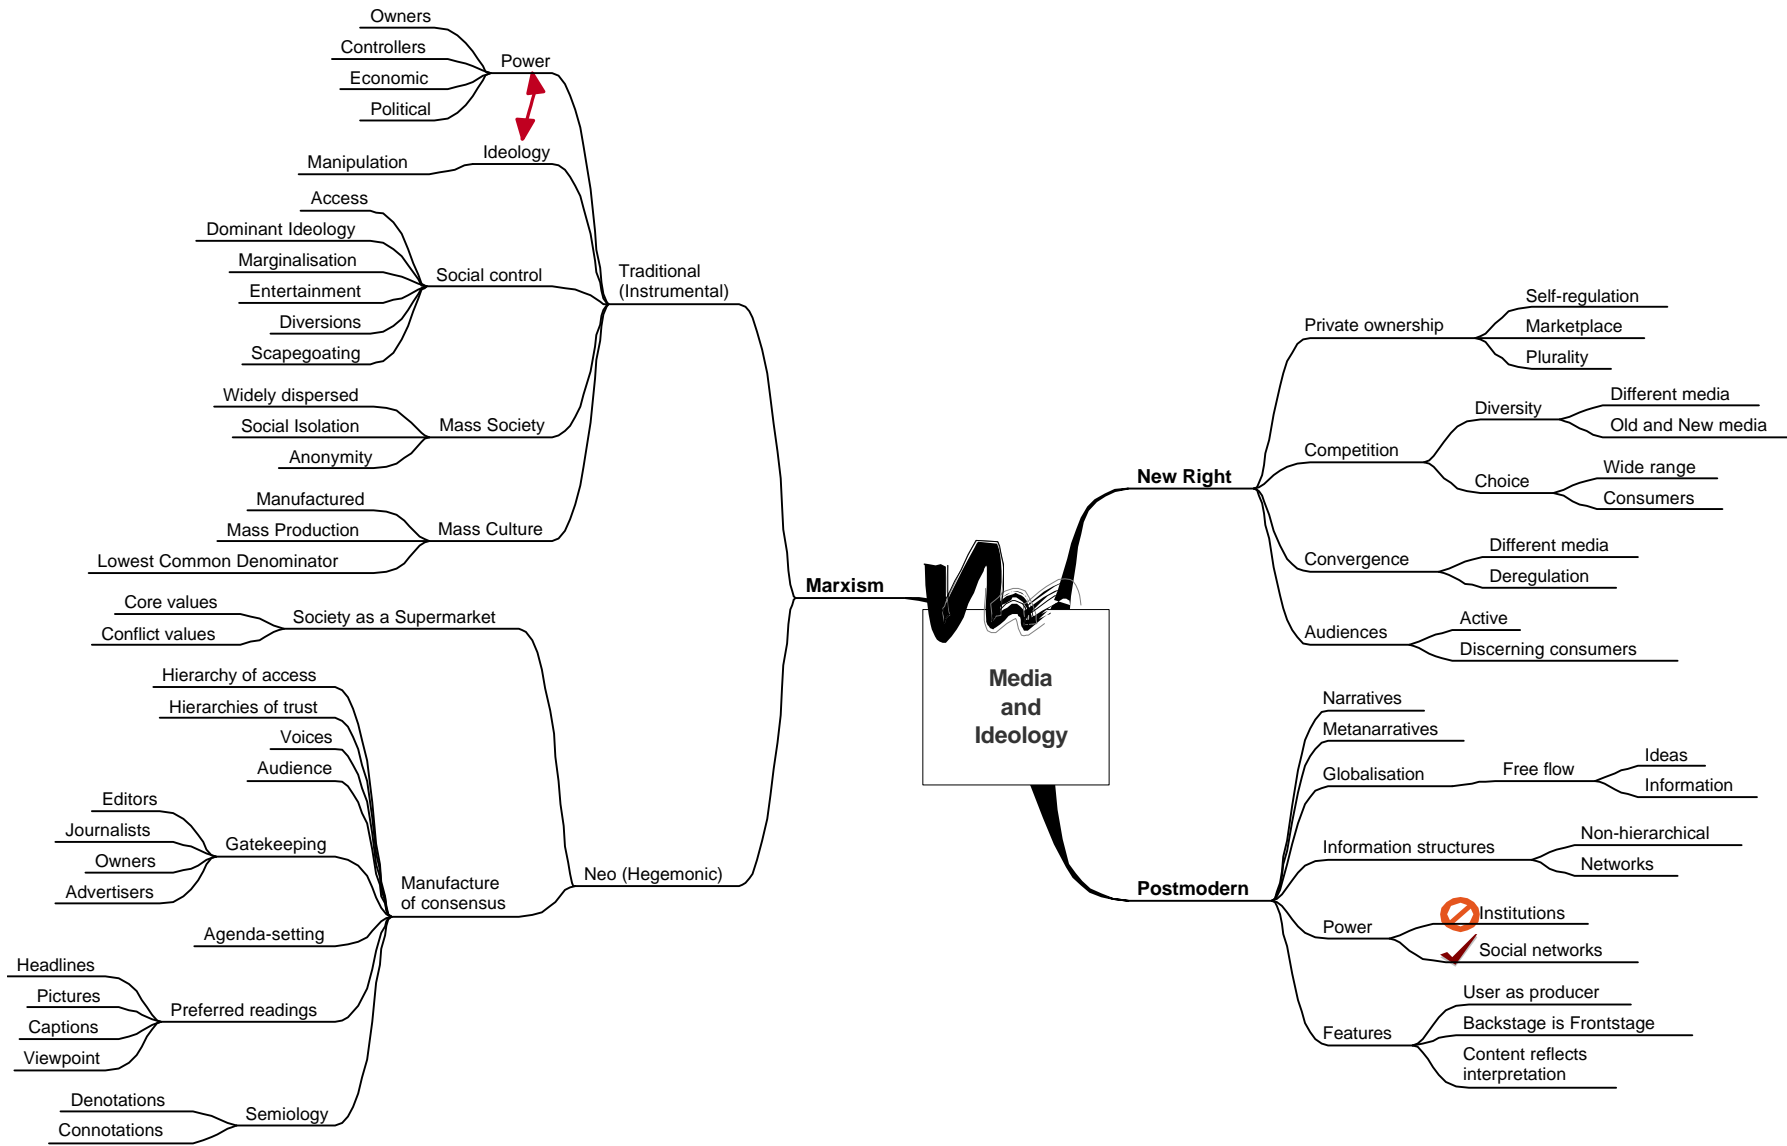 Owners
Controllers
Economic
Political
Power
Manipulation
Ideology
Access
Dominant Ideology
Marginalisation
Entertainment
Diversions
Scapegoating
Social control
Traditional
(Instrumental)
Widely dispersed
Social Isolation
Anonymity
Mass Society
Manufactured
Mass Production
Lowest Common Denominator
Mass Culture
Marxism
Core values
Conflict values
Society as a Supermarket
Hierarchy of access
Hierarchies of trust
Voices
Audience
Editors
Journalists
Owners
Advertisers
Gatekeeping
Manufacture
of consensus
Neo (Hegemonic)
Agenda-setting
Headlines
Pictures
Captions
Viewpoint
Preferred readings
Denotations
Connotations
Semiology
Media
and
Ideology
New Right
Private ownership
Self-regulation
Marketplace
Plurality
Competition
Diversity
Different media
Old and New media
Choice
Wide range
Consumers
Convergence
Different media
Deregulation
Audiences
Active
Discerning consumers
Postmodern
Narratives
Metanarratives
Globalisation
Free flow
Ideas
Information
Information structures
Non-hierarchical
Networks
Power
Institutions
Social networks
Features
User as producer
Backstage is Frontstage
Content reflects
interpretation